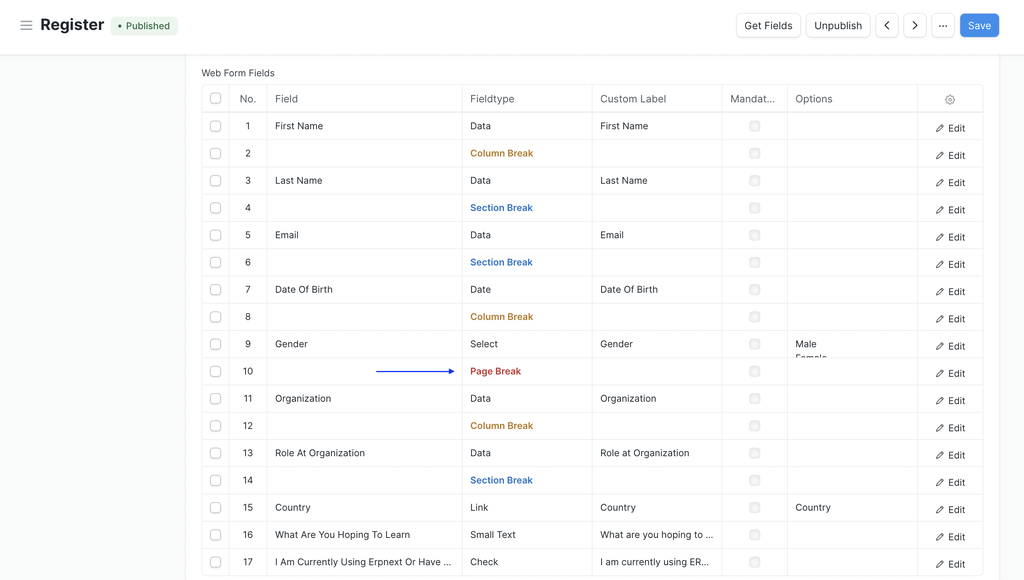 Register • Published Get Fields Unpublish ... Save
Web Form Fields
No. Field Fieldtype Custom Label Mandat... Options
1 First Name Data First Name Edit
2 Column Break Edit
3 Last Name Data Last Name Edit
4 Section Break Edit
5 Email Data Email Edit
6 Section Break Edit
7 Date Of Birth Date Date Of Birth Edit
8 Column Break Edit
9 Gender Select Gender Male Edit
10 Page Break Edit
11 Organization Data Organization Edit
12 Column Break Edit
13 Role At Organization Data Role at Organization Edit
14 Section Break Edit
15 Country Link Country Country Edit
16 What Are You Hoping To Learn Small Text What are you hoping to ... Edit
17 I Am Currently Using Erpnext Or Have ... Check I am currently using ER... Edit